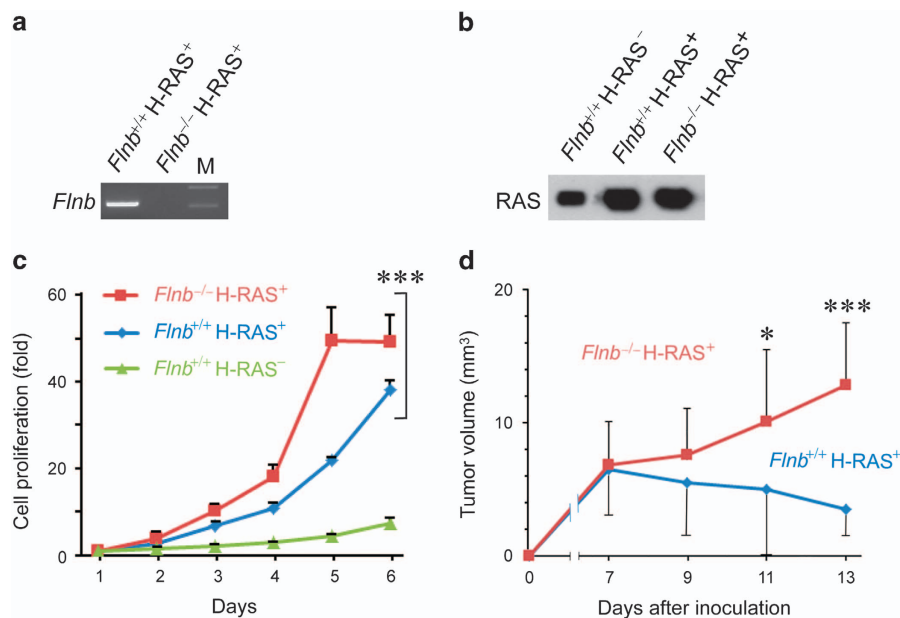 a
Flnb+/+ H-RAS+
Flnb−/− H-RAS+
M
Flnb
b
Flnb+/+ H-RAS−
Flnb+/+ H-RAS+
Flnb−/− H-RAS+
RAS
c
***
60
40
20
0
Cell proliferation (fold)
Flnb−/− H-RAS+
Flnb+/+ H-RAS+
Flnb+/+ H-RAS−
1 2 3 4 5 6
Days
d
20
10
0
Tumor volume (mm³)
* ***
Flnb−/− H-RAS+
Flnb+/+ H-RAS+
0 7 9 11 13
Days after inoculation